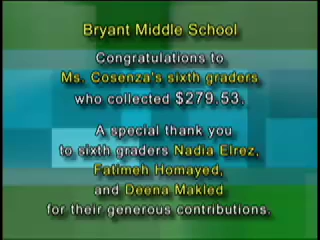 Bryant Middle School
Congratulations to
Ms. Cosenza's sixth graders
who collected $279.53.
A special thank you
to sixth graders Nadia Elrez,
Fatimeh Homayed,
and Deena Makled
for their generous contributions.